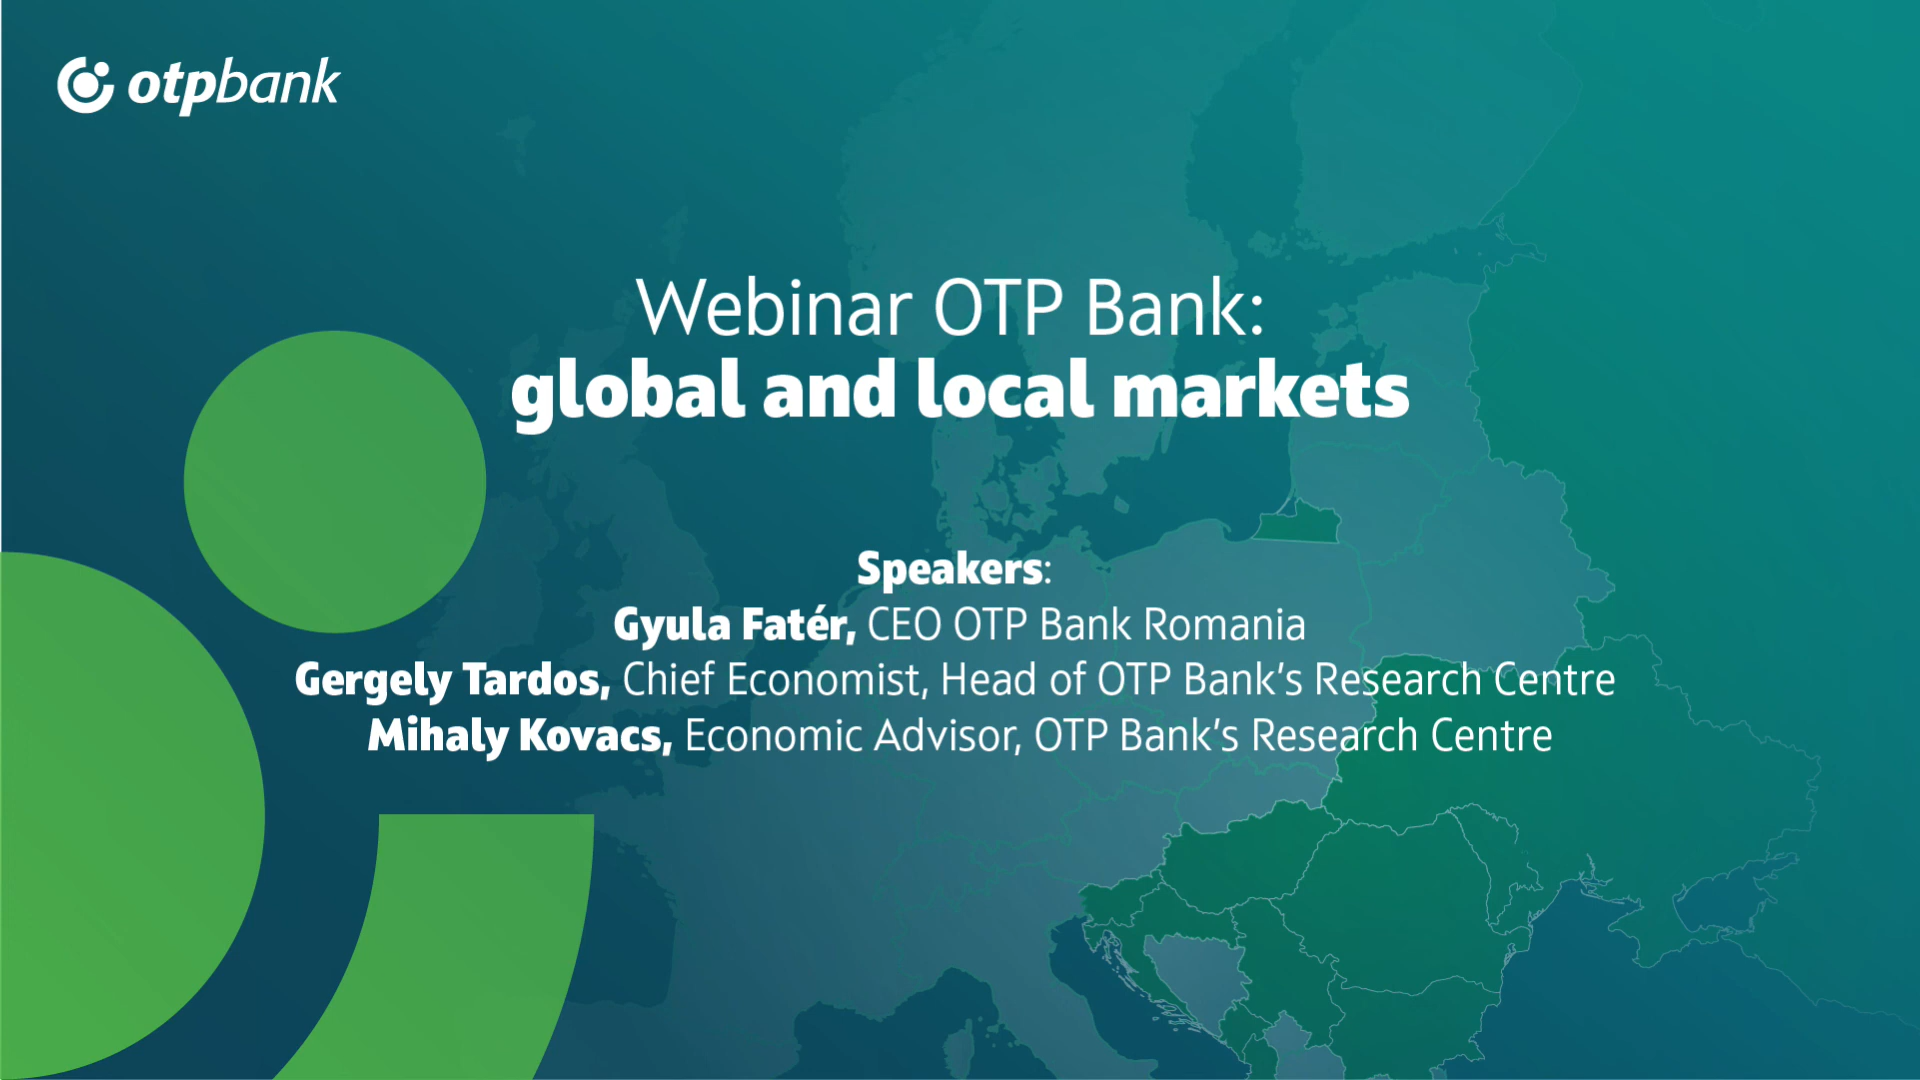 otpbank
Webinar OTP Bank:
global and local markets
Speakers:
Gyula Fatér, CEO OTP Bank Romania
Gergely Tardos, Chief Economist, Head of OTP Bank’s Research Centre
Mihaly Kovacs, Economic Advisor, OTP Bank’s Research Centre